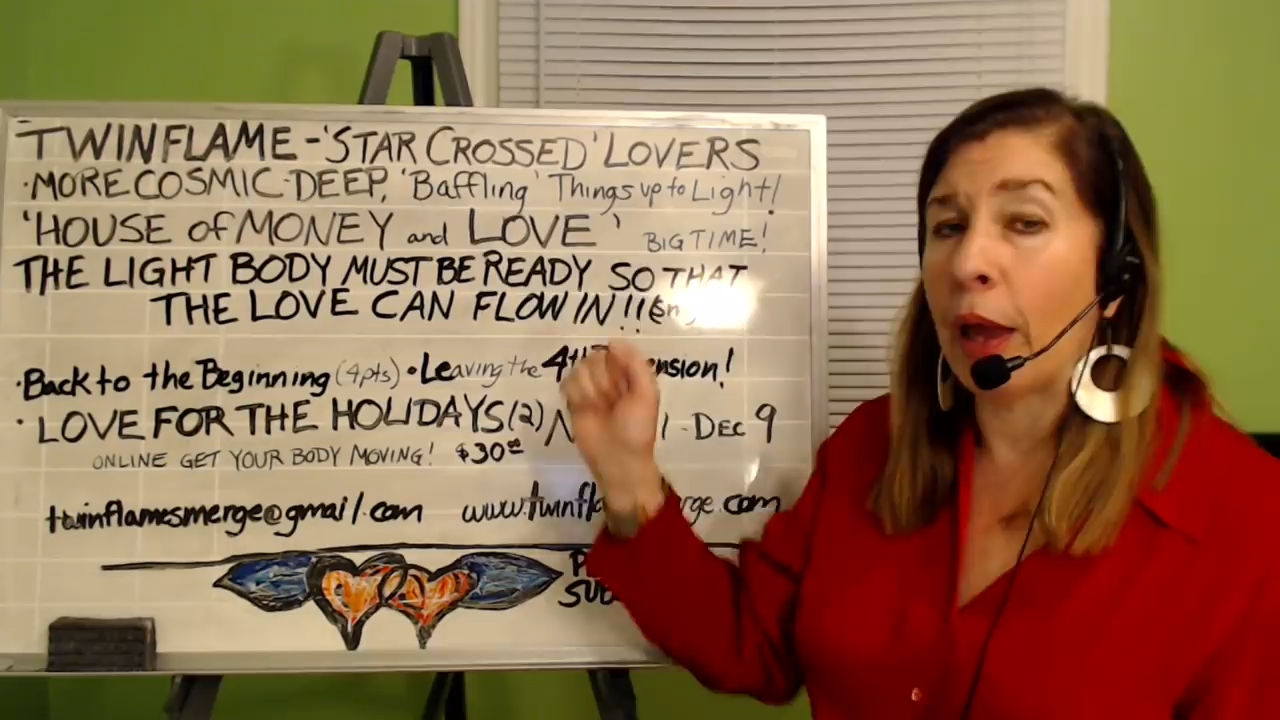 TWINFLAME-'STAR CROSSED' LOVERS
·MORE COSMIC-DEEP, 'Baffling' Things up to Light!
'HOUSE of MONEY and LOVE' BIG TIME!
THE LIGHT BODY MUST BE READY SO THAT
THE LOVE CAN FLOW IN!!
·Back to the Beginning (4pts) ·Leaving the 4th
·LOVE FOR THE HOLIDAYS(2) - DEC 9
ONLINE GET YOUR BODY MOVING! $30.00
twinflamesmerge@gmail.com